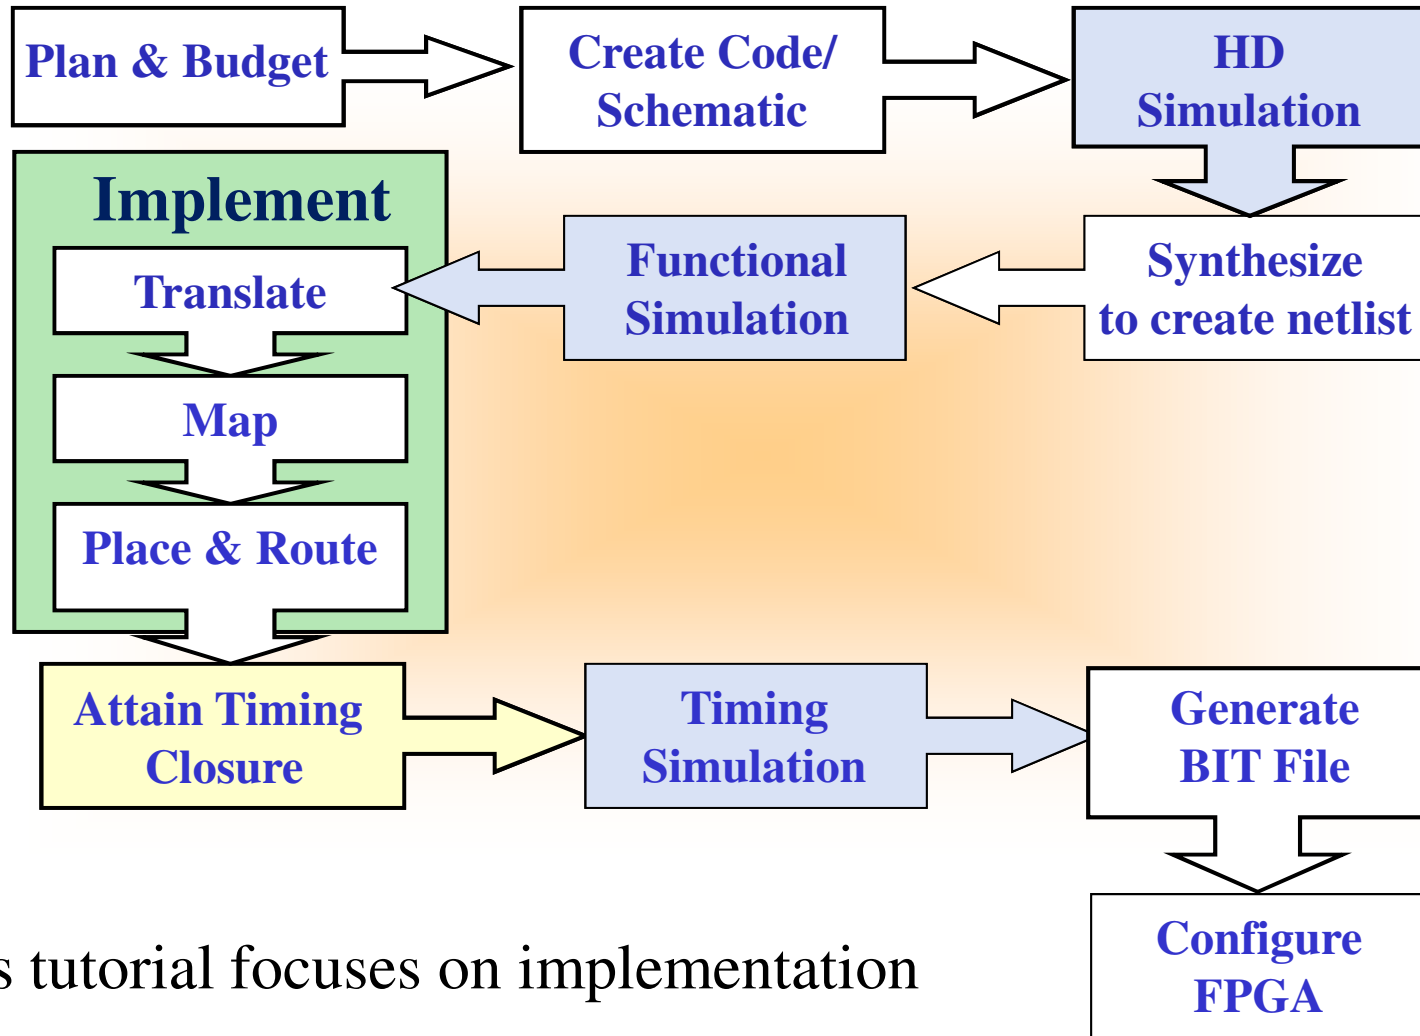 Plan & Budget
Create Code/
Schematic
HD
Simulation
Implement
Translate
Map
Place & Route
Functional
Simulation
Synthesize
to create netlist
Attain Timing
Closure
Timing
Simulation
Generate
BIT File
Configure
FPGA
s tutorial focuses on implementation